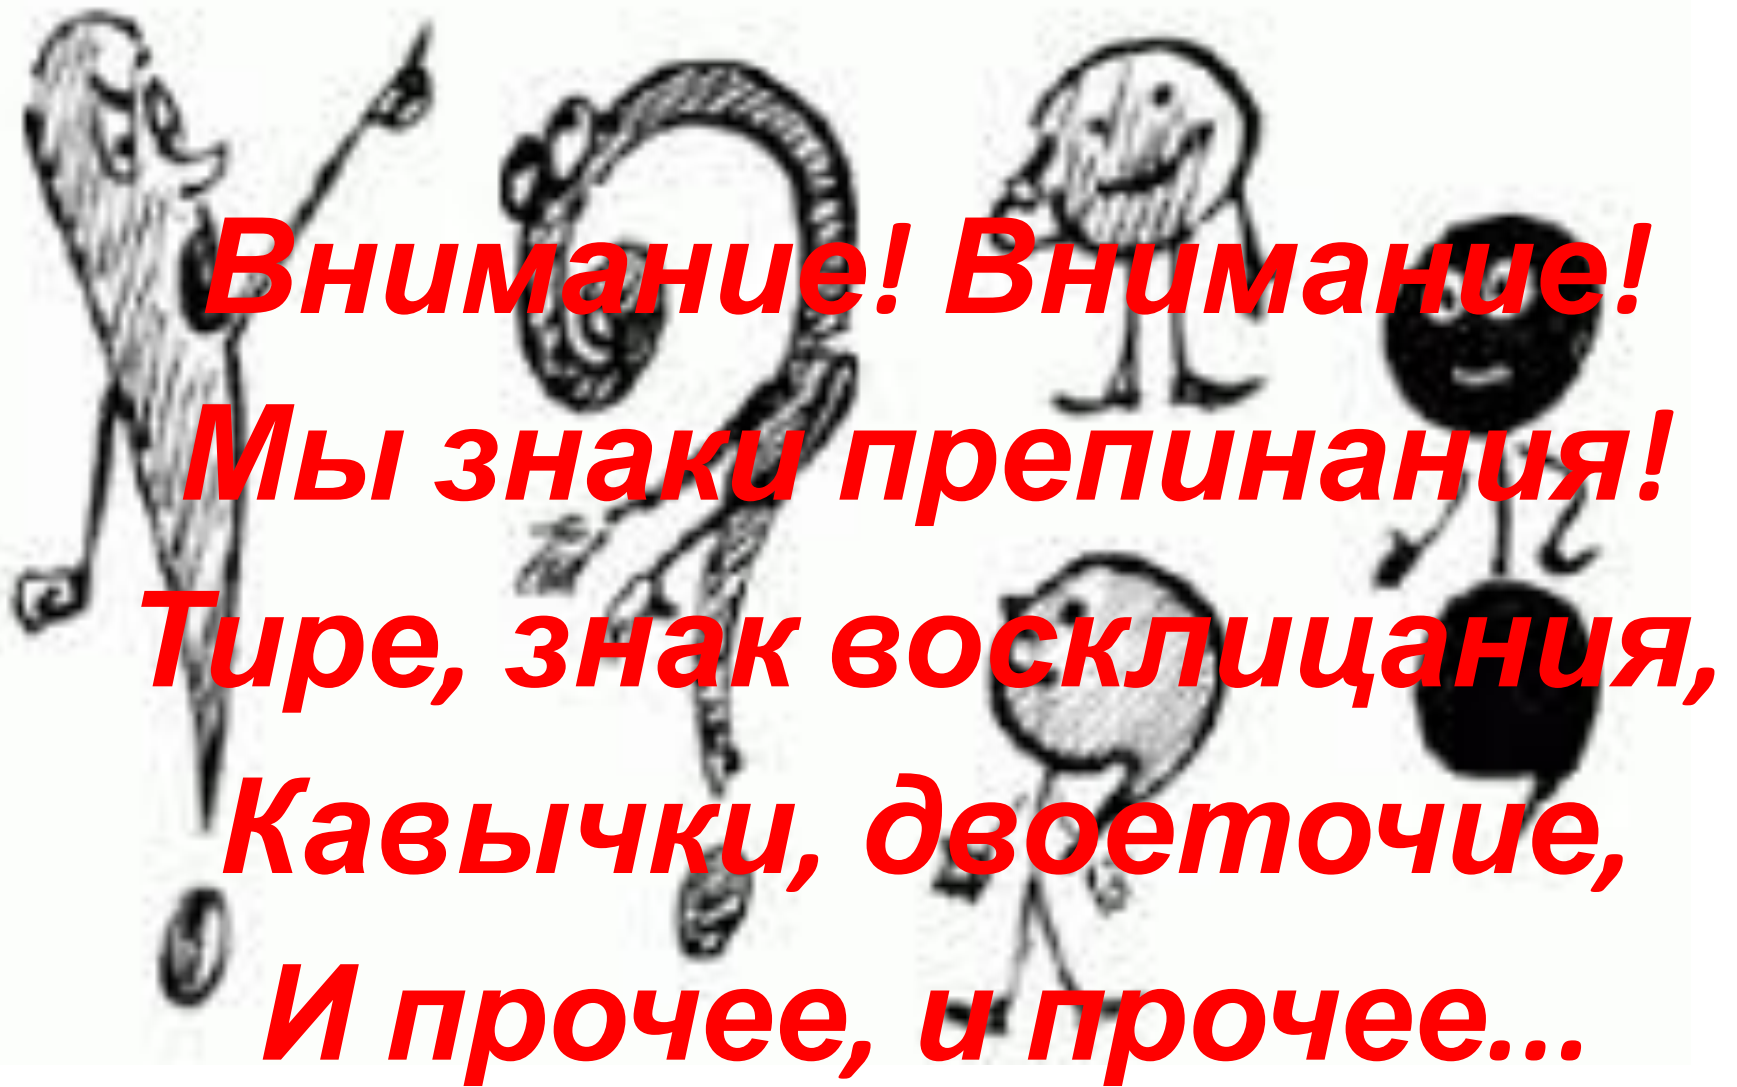 Внимание! Внимание!
Мы знаки препинания!
Тире, знак восклицания,
Кавычки, двоеточие,
И прочее, и прочее...